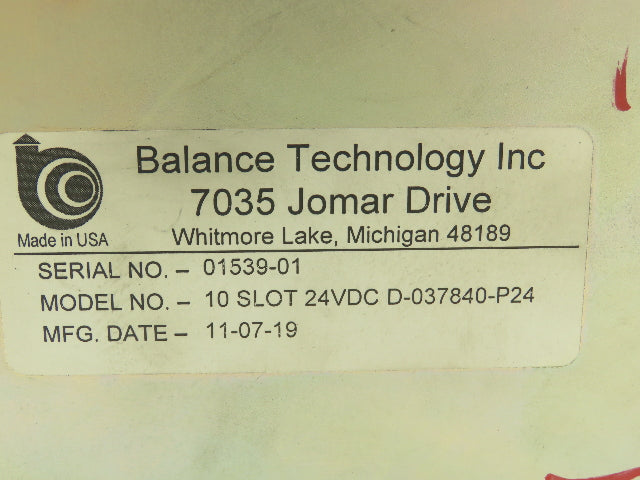 Balance Technology Inc
7035 Jomar Drive
Made in USA
Whitmore Lake, Michigan 48189
SERIAL NO. – 01539-01
MODEL NO. – 10 SLOT 24VDC D-037840-P24
MFG. DATE – 11-07-19